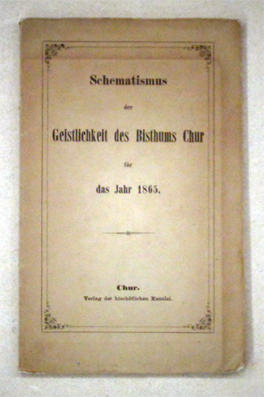 Schematismus
der
Geistlichkeit des Bisthums Chur
für
das Jahr 1865.
Chur.
Verlag der bischöflichen Kanzlei.